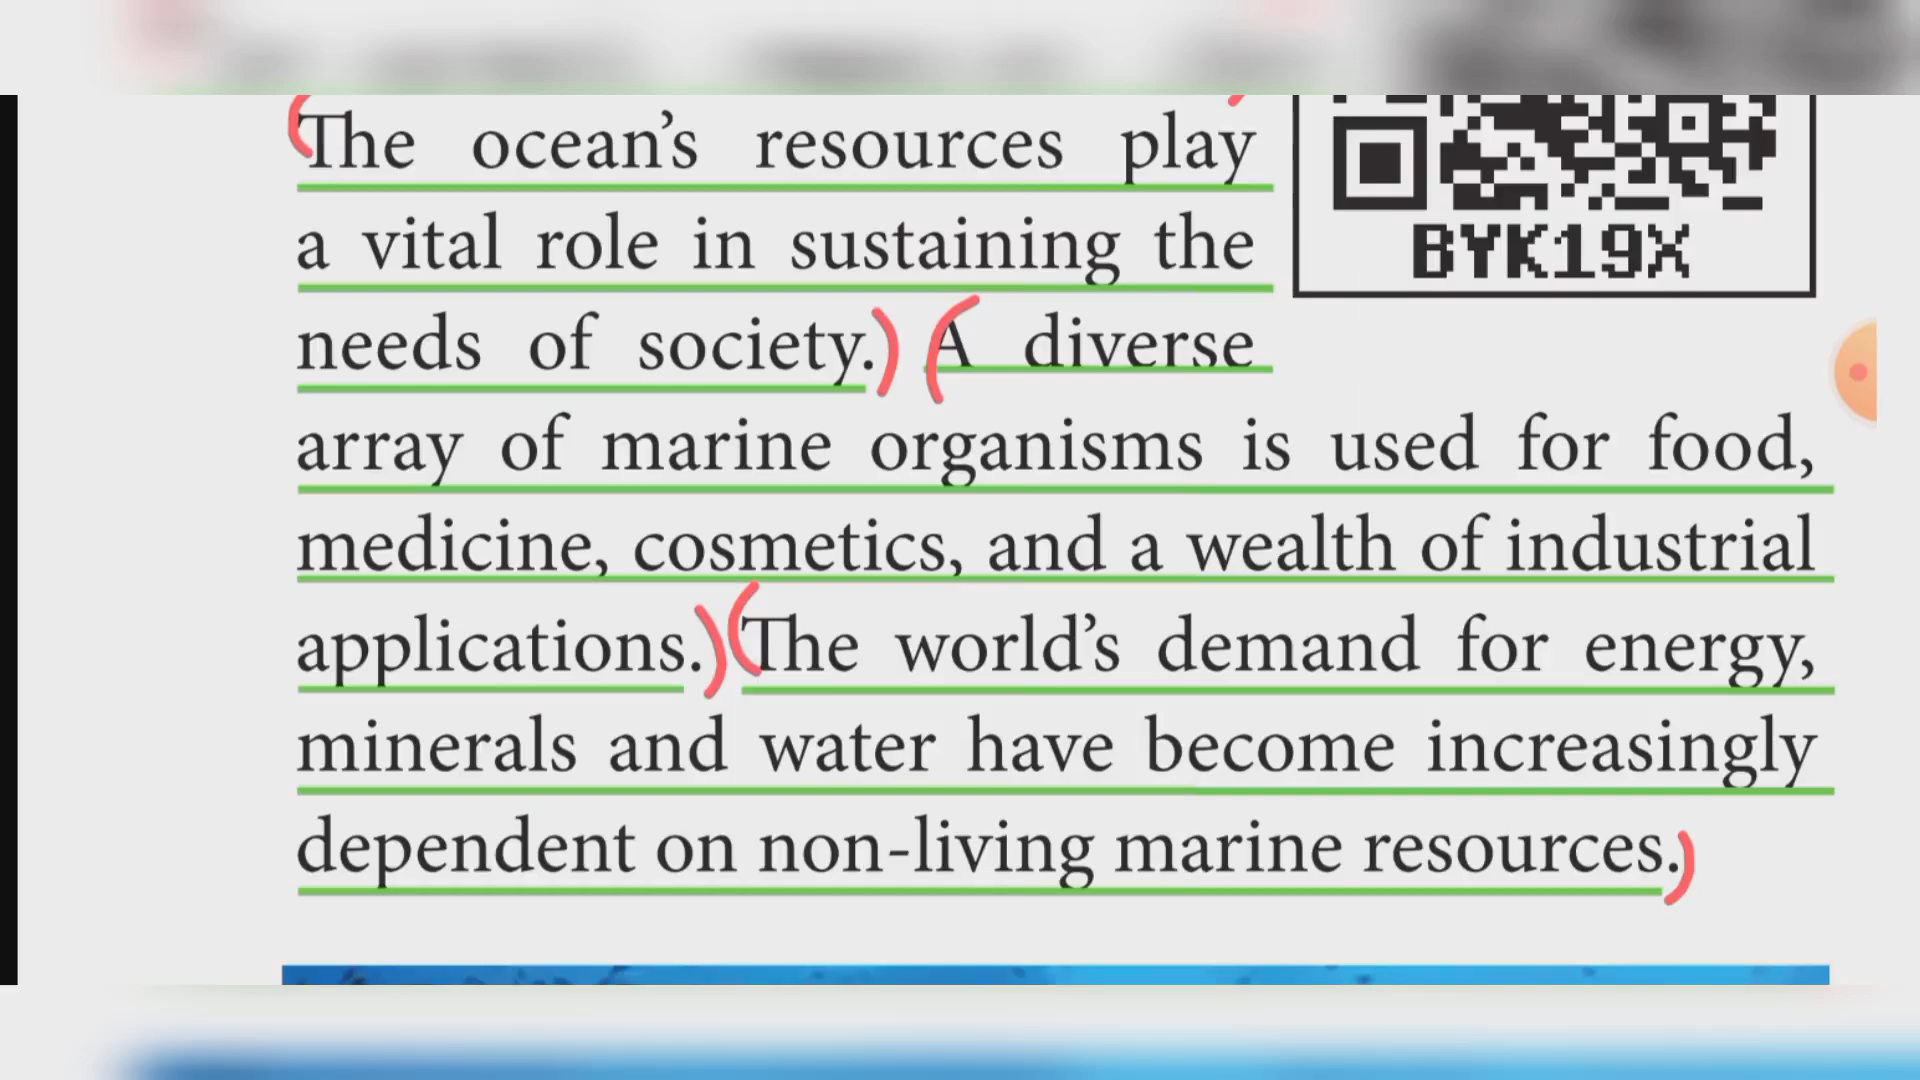 The ocean’s resources play
a vital role in sustaining the
needs of society. A diverse
array of marine organisms is used for food,
medicine, cosmetics, and a wealth of industrial
applications. The world’s demand for energy,
minerals and water have become increasingly
dependent on non-living marine resources.
BYK19X